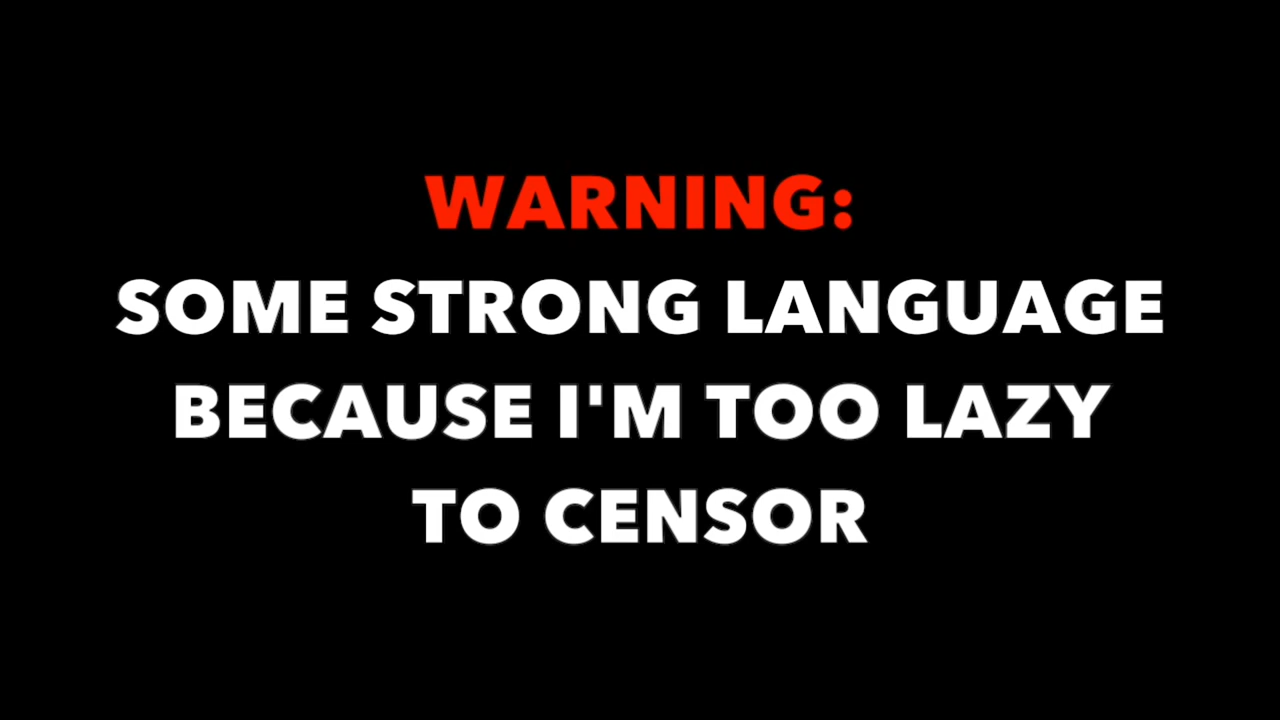 WARNING:
SOME STRONG LANGUAGE
BECAUSE I'M TOO LAZY
TO CENSOR